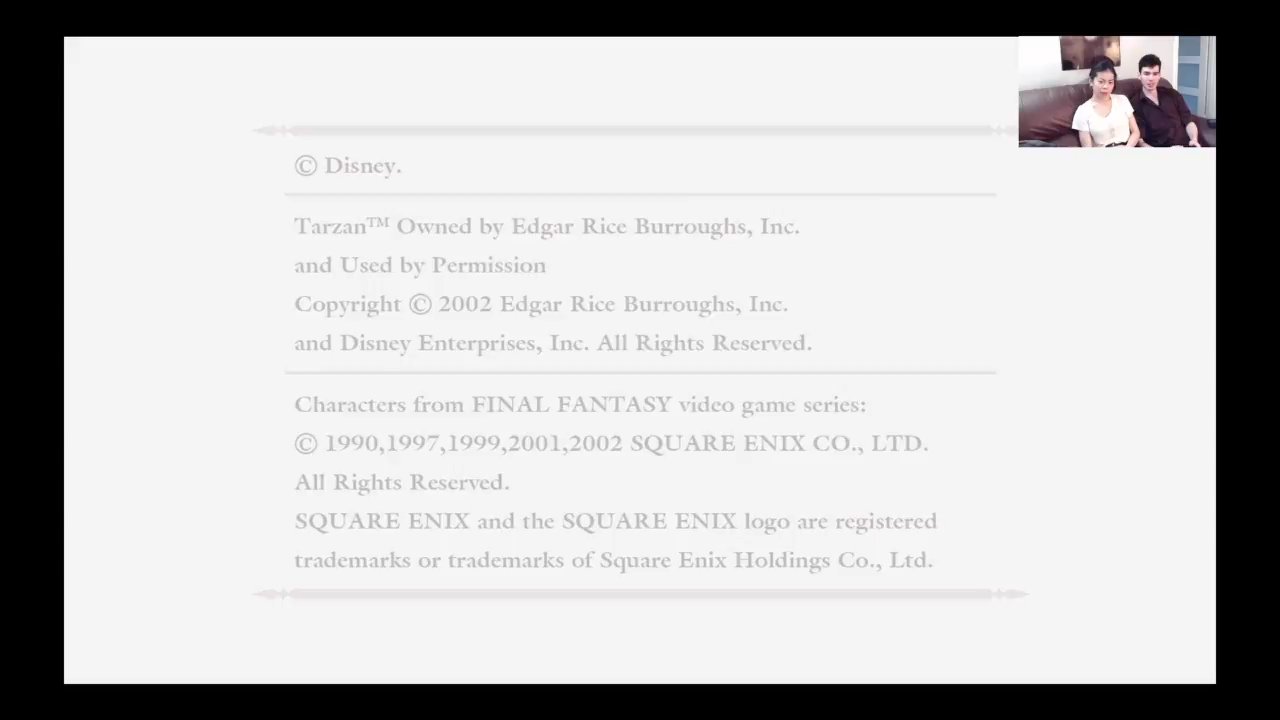 © Disney.
Tarzan™ Owned by Edgar Rice Burroughs, Inc.
and Used by Permission
Copyright © 2002 Edgar Rice Burroughs, Inc.
and Disney Enterprises, Inc. All Rights Reserved.
Characters from FINAL FANTASY video game series:
© 1990,1997,1999,2001,2002 SQUARE ENIX CO., LTD.
All Rights Reserved.
SQUARE ENIX and the SQUARE ENIX logo are registered
trademarks or trademarks of Square Enix Holdings Co., Ltd.